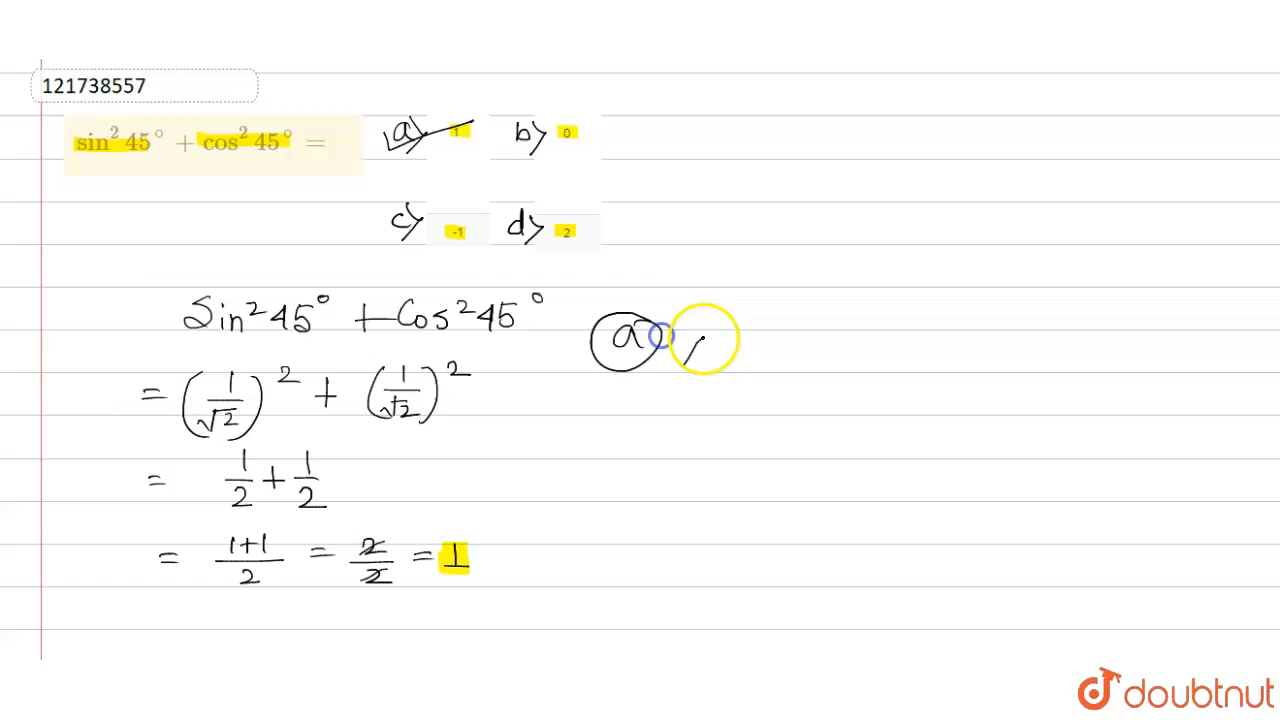 121738557
sin² 45° + cos² 45° = a) 1 b) 0
c) -1 d) 2
Sin²45° + Cos²45° a
= (1/√2)² + (1/√2)²
= 1/2 + 1/2
= 1+1/2 = 2/2 = 1
doubtnut